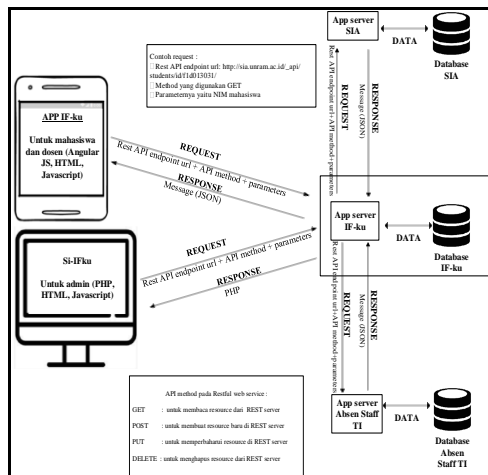 App server
SIA
DATA
Database
SIA
Contoh request :
Rest API endpoint url: http://sia.unram.ac.id/_api/
students/id/f1d013031/
Method yang digunakan GET
Parameternya yaitu NIM mahasiswa
Rest API endpoint url+API method+parameters
REQUEST
RESPONSE
Message (JSON)
APP IF-ku
Untuk mahasiswa
dan dosen (Angular
JS, HTML,
Javascript)
REQUEST
Rest API endpoint url + API method + parameters
RESPONSE
Message (JSON)
App server
IF-ku
DATA
Database
IF-ku
Si-IFku
Untuk admin (PHP,
HTML, Javascript)
REQUEST
Rest API endpoint url + API method + parameters
RESPONSE
PHP
Rest API endpoint url+API method+parameters
REQUEST
Message (JSON)
RESPONSE
App server
Absen Staff
TI
DATA
Database
Absen
Staff TI
API method pada Restful web service :
GET : untuk membaca resource dari REST server
POST : untuk membuat resource baru di REST server
PUT : untuk memperbaharui resource di REST server
DELETE : untuk menghapus resource dari REST server